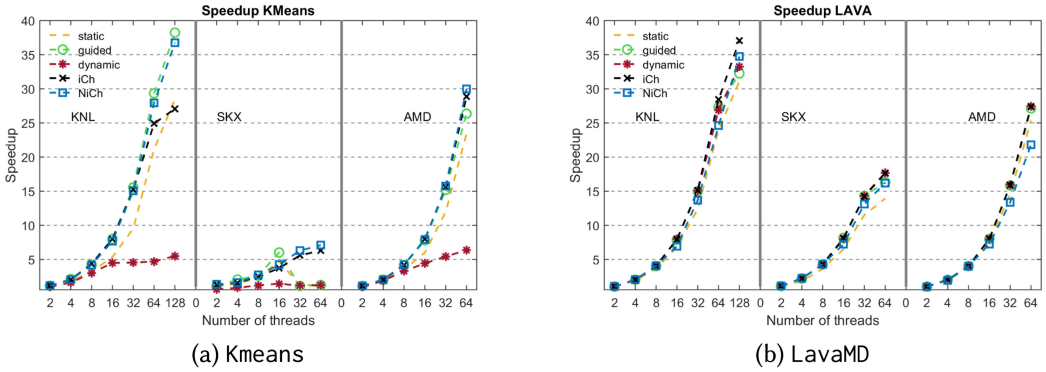 Speedup KMeans
40
35
30
25
20
15
10
5
Speedup
static
guided
dynamic
iCh
NiCh
KNL
SKX
AMD
2 4 8 16 32 64 128 0 2 4 8 16 32 64 0 2 4 8 16 32 64
Number of threads
(a) Kmeans
Speedup LAVA
40
35
30
25
20
15
10
5
Speedup
static
guided
dynamic
iCh
NiCh
KNL
SKX
AMD
2 4 8 16 32 64 128 0 2 4 8 16 32 64 0 2 4 8 16 32 64
Number of threads
(b) LavaMD